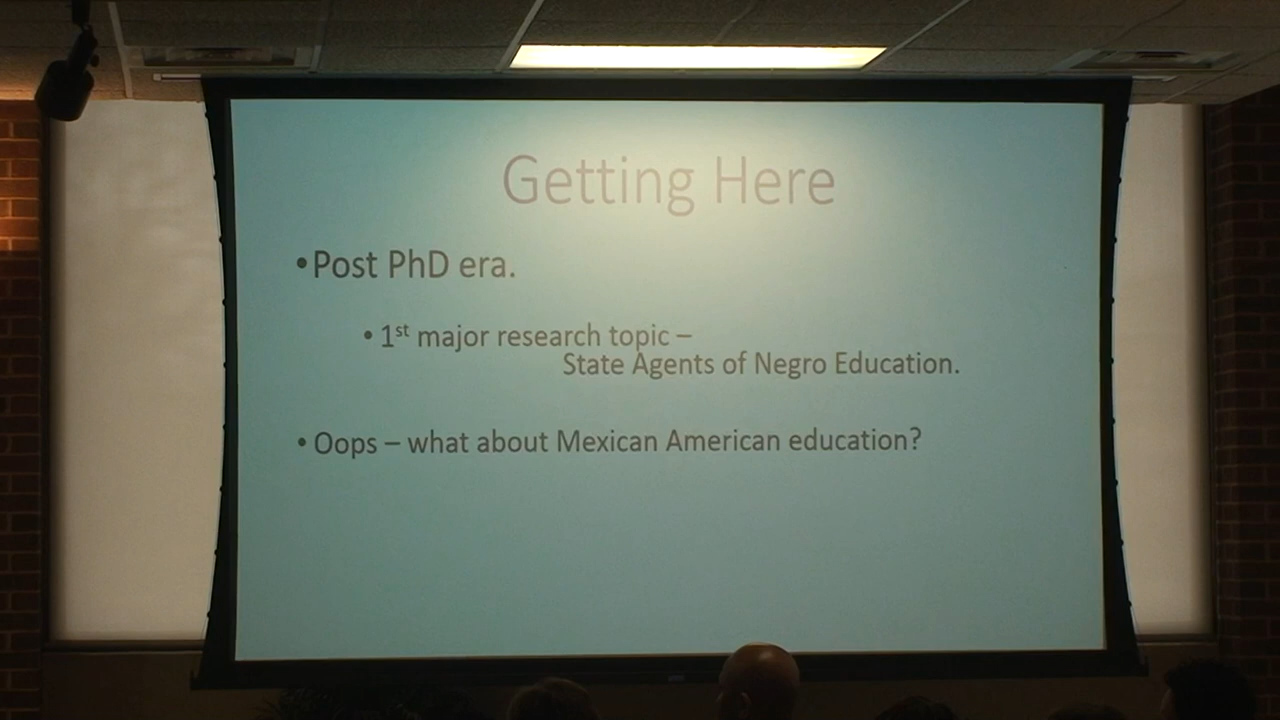 Getting Here
•Post PhD era.
• 1st major research topic –
State Agents of Negro Education.
• Oops – what about Mexican American education?